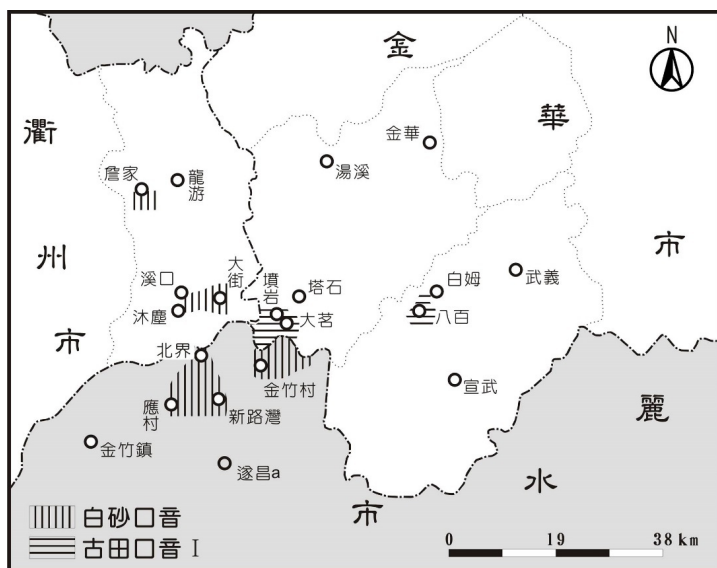 金
N
華
衢
金華
湯溪
詹家
龍游
州
市
大街
溪口
墳岩
塔石
白姆
武義
沐塵
大茗
八百
市
北界
金竹村
宣武
應村
新路灣
麗
金竹鎮
遂昌a
水
市
白砂口音
古田口音 I
0 19 38 km